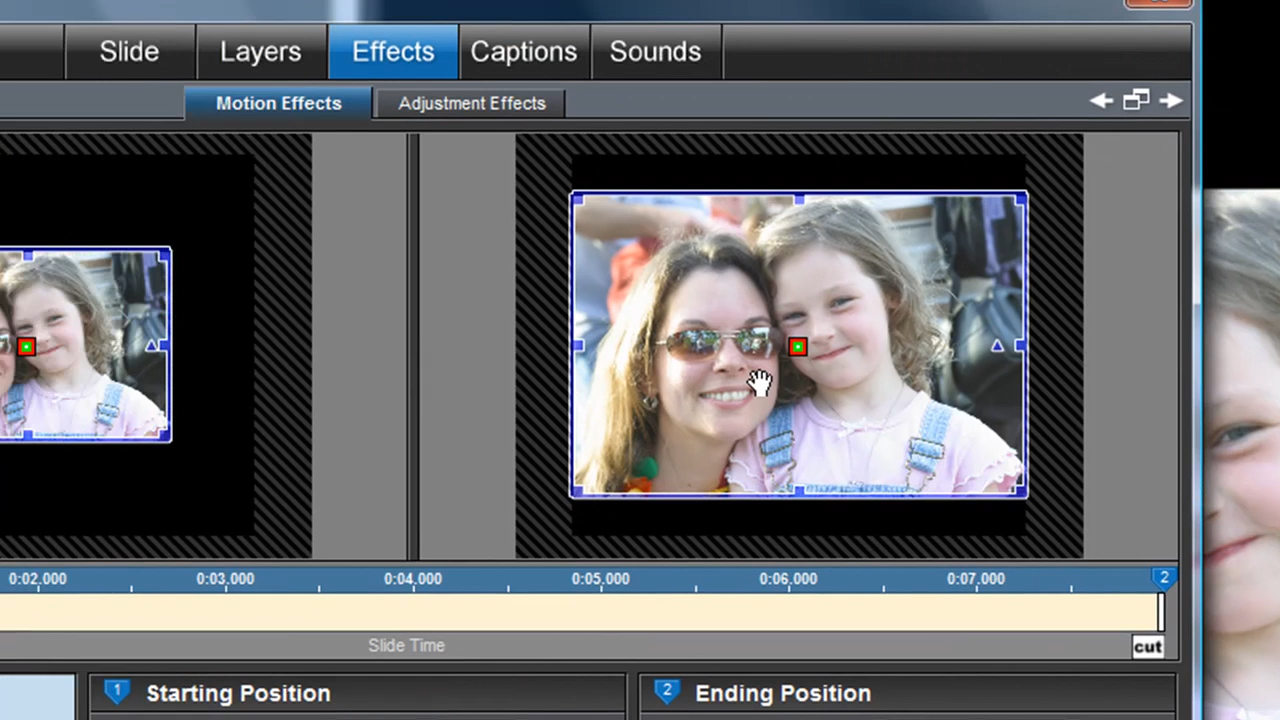 Slide Layers Effects Captions Sounds
Motion Effects Adjustment Effects
0:02.000 0:03.000 0:04.000 0:05.000 0:06.000 0:07.000 2
Slide Time cut
1 Starting Position 2 Ending Position